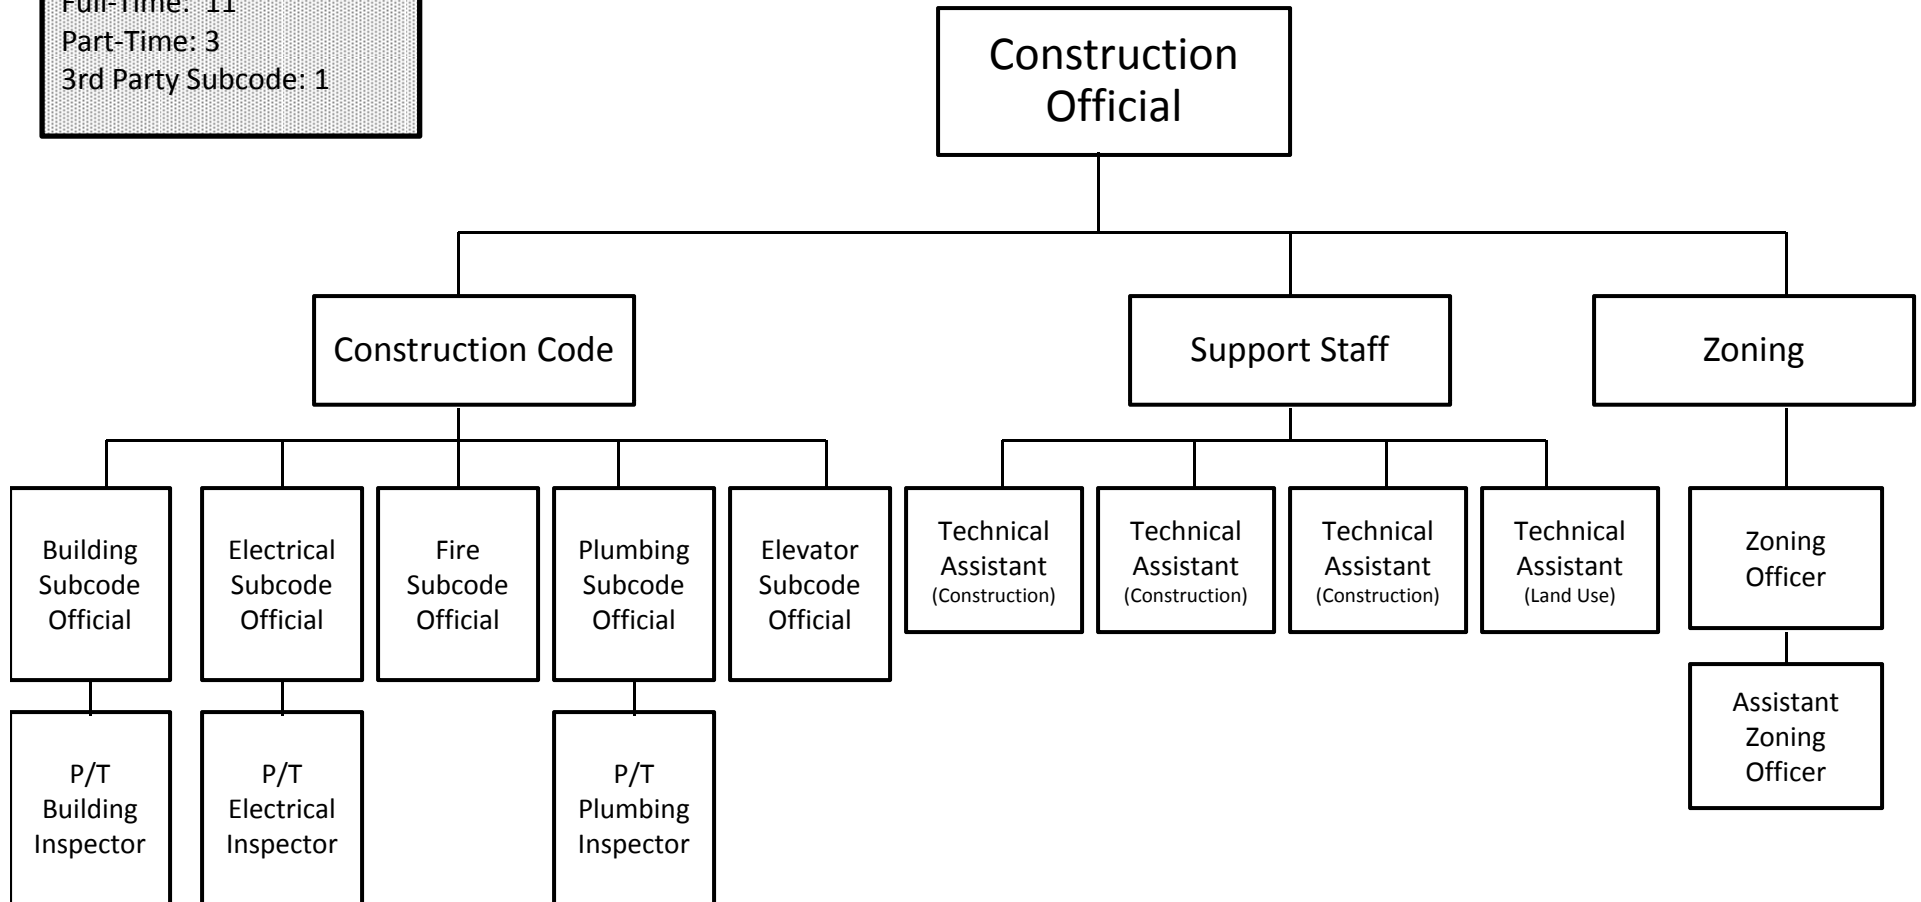 Full-Time: 11
Part-Time: 3
3rd Party Subcode: 1
Construction
Official
Construction Code
Support Staff
Zoning
Building
Subcode
Official
Electrical
Subcode
Official
Fire
Subcode
Official
Plumbing
Subcode
Official
Elevator
Subcode
Official
Technical
Assistant
(Construction)
Technical
Assistant
(Construction)
Technical
Assistant
(Construction)
Technical
Assistant
(Land Use)
Zoning
Officer
P/T
Building
Inspector
P/T
Electrical
Inspector
P/T
Plumbing
Inspector
Assistant
Zoning
Officer